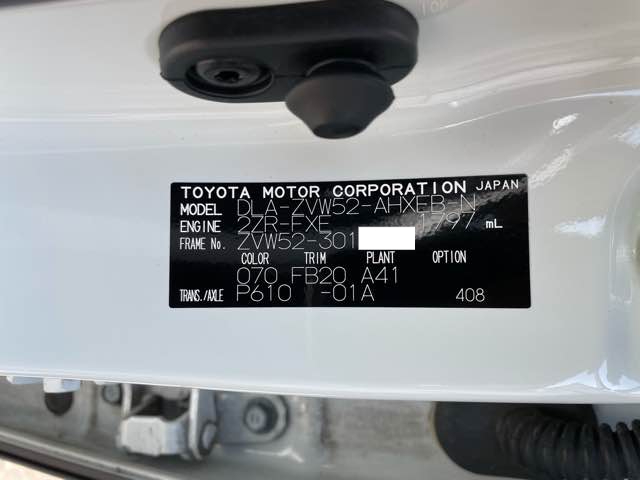 TOYOTA MOTOR CORPORATION JAPAN
MODEL DLA-ZVW52-AHXEB-N
ENGINE 2ZR-FXE 1797 mL
FRAME No. ZVW52-301
COLOR TRIM PLANT OPTION
070 FB20 A41
TRANS./AXLE P610 -01A 408